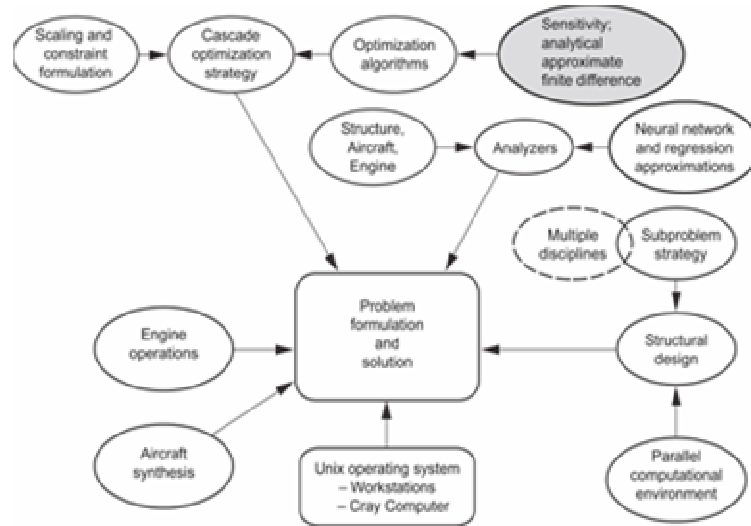 Scaling and
constraint
formulation
Cascade
optimization
strategy
Optimization
algorithms
Sensitivity;
analytical
approximate
finite difference
Structure,
Aircraft,
Engine
Analyzers
Neural network
and regression
approximations
Multiple
disciplines
Subproblem
strategy
Problem
formulation
and
solution
Engine
operations
Structural
design
Aircraft
synthesis
Unix operating system
– Workstations
– Cray Computer
Parallel
computational
environment